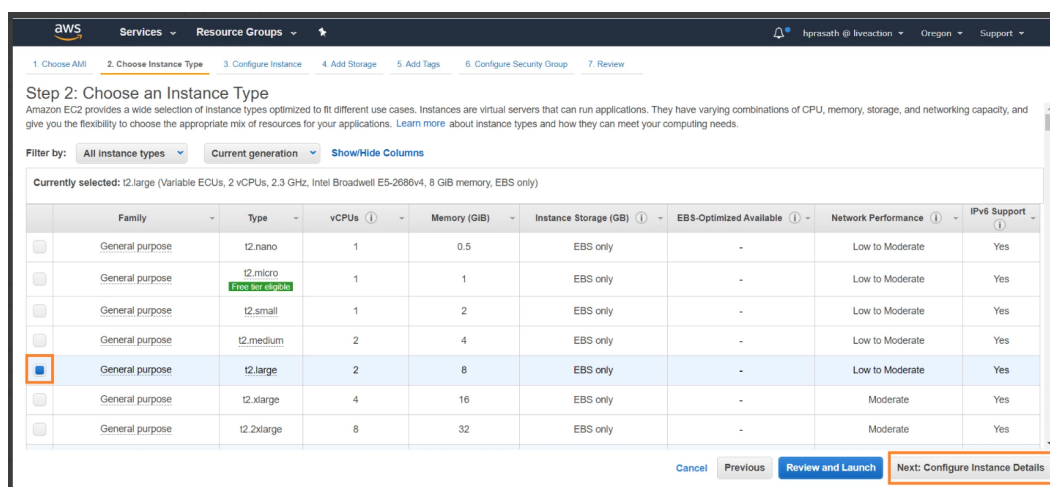 aws Services Resource Groups hprasath @ liveaction Oregon Support
1. Choose AMI 2. Choose Instance Type 3. Configure Instance 4. Add Storage 5. Add Tags 6. Configure Security Group 7. Review
Step 2: Choose an Instance Type
Amazon EC2 provides a wide selection of instance types optimized to fit different use cases. Instances are virtual servers that can run applications. They have varying combinations of CPU, memory, storage, and networking capacity, and
give you the flexibility to choose the appropriate mix of resources for your applications. Learn more about instance types and how they can meet your computing needs.
Filter by: All instance types Current generation Show/Hide Columns
Currently selected: t2.large (Variable ECUs, 2 vCPUs, 2.3 GHz, Intel Broadwell E5-2686v4, 8 GiB memory, EBS only)
Family Type vCPUs Memory (GiB) Instance Storage (GB) EBS-Optimized Available Network Performance IPv6 Support
General purpose t2.nano 1 0.5 EBS only - Low to Moderate Yes
General purpose t2.micro 1 1 EBS only - Low to Moderate Yes
Free tier eligible
General purpose t2.small 1 2 EBS only - Low to Moderate Yes
General purpose t2.medium 2 4 EBS only - Low to Moderate Yes
General purpose t2.large 2 8 EBS only - Low to Moderate Yes
General purpose t2.xlarge 4 16 EBS only - Moderate Yes
General purpose t2.2xlarge 8 32 EBS only - Moderate Yes
Cancel Previous Review and Launch Next: Configure Instance Details